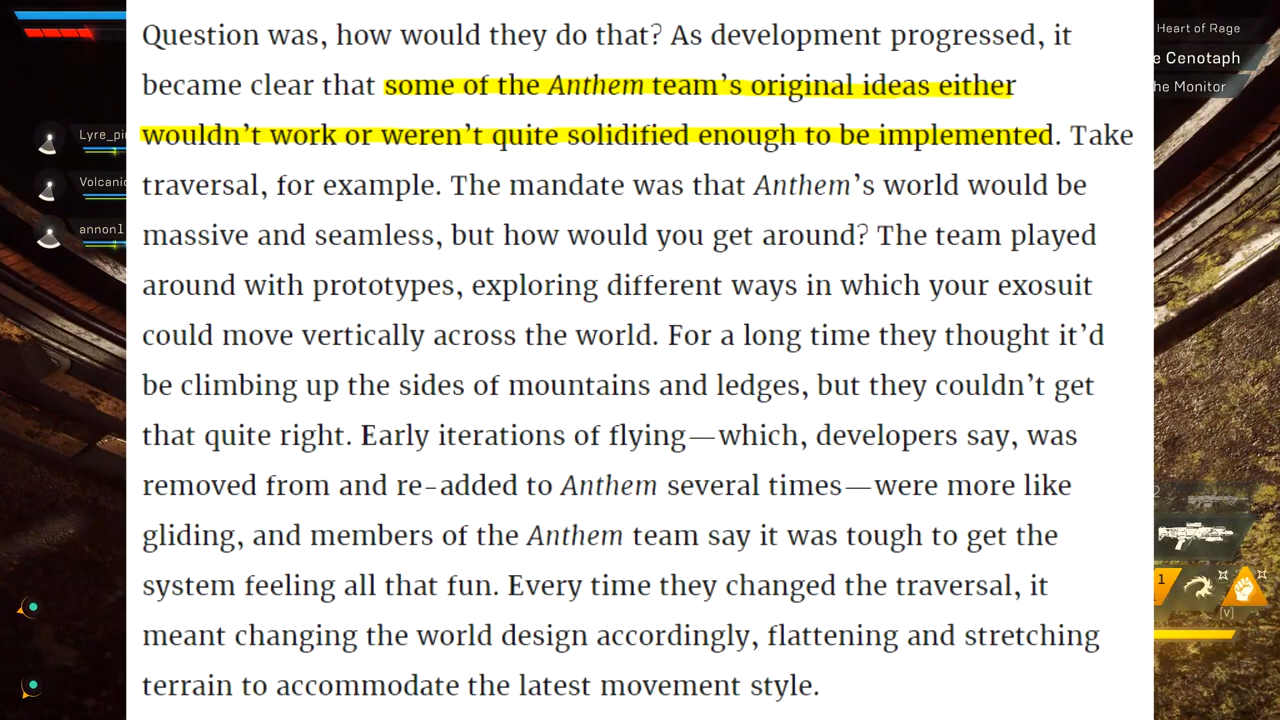 Question was, how would they do that? As development progressed, it
became clear that some of the Anthem team's original ideas either
wouldn't work or weren't quite solidified enough to be implemented. Take
traversal, for example. The mandate was that Anthem's world would be
massive and seamless, but how would you get around? The team played
around with prototypes, exploring different ways in which your exosuit
could move vertically across the world. For a long time they thought it'd
be climbing up the sides of mountains and ledges, but they couldn't get
that quite right. Early iterations of flying—which, developers say, was
removed from and re-added to Anthem several times—were more like
gliding, and members of the Anthem team say it was tough to get the
system feeling all that fun. Every time they changed the traversal, it
meant changing the world design accordingly, flattening and stretching
terrain to accommodate the latest movement style.
Lyre_pi
Volcani
annon1
Heart of Rage
e Cenotaph
he Monitor
2
1
[V]